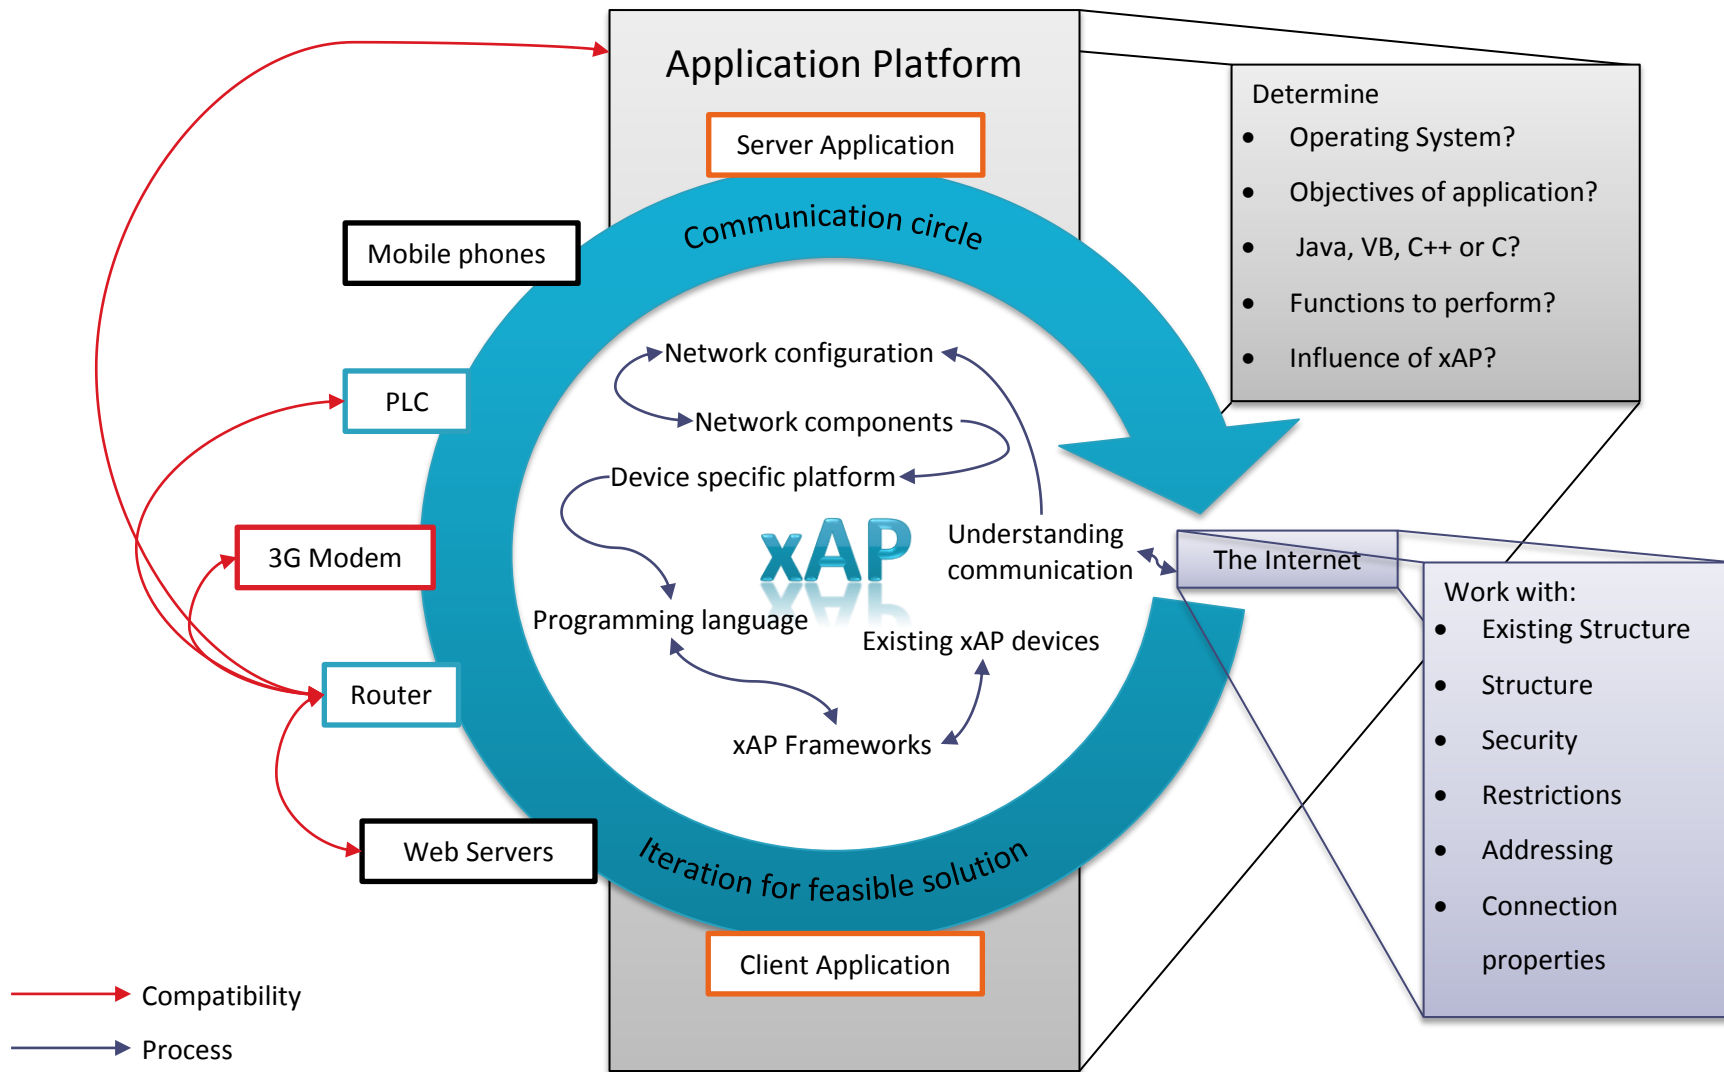 Application Platform
Server Application
Communication circle
Mobile phones
PLC
3G Modem
Router
Web Servers
Network configuration
Network components
Device specific platform
xAP
Understanding
communication
Programming language
Existing xAP devices
xAP Frameworks
Iteration for feasible solution
Client Application
Determine
• Operating System?
• Objectives of application?
• Java, VB, C++ or C?
• Functions to perform?
• Influence of xAP?
The Internet
Work with:
• Existing Structure
• Structure
• Security
• Restrictions
• Addressing
• Connection
properties
Compatibility
Process